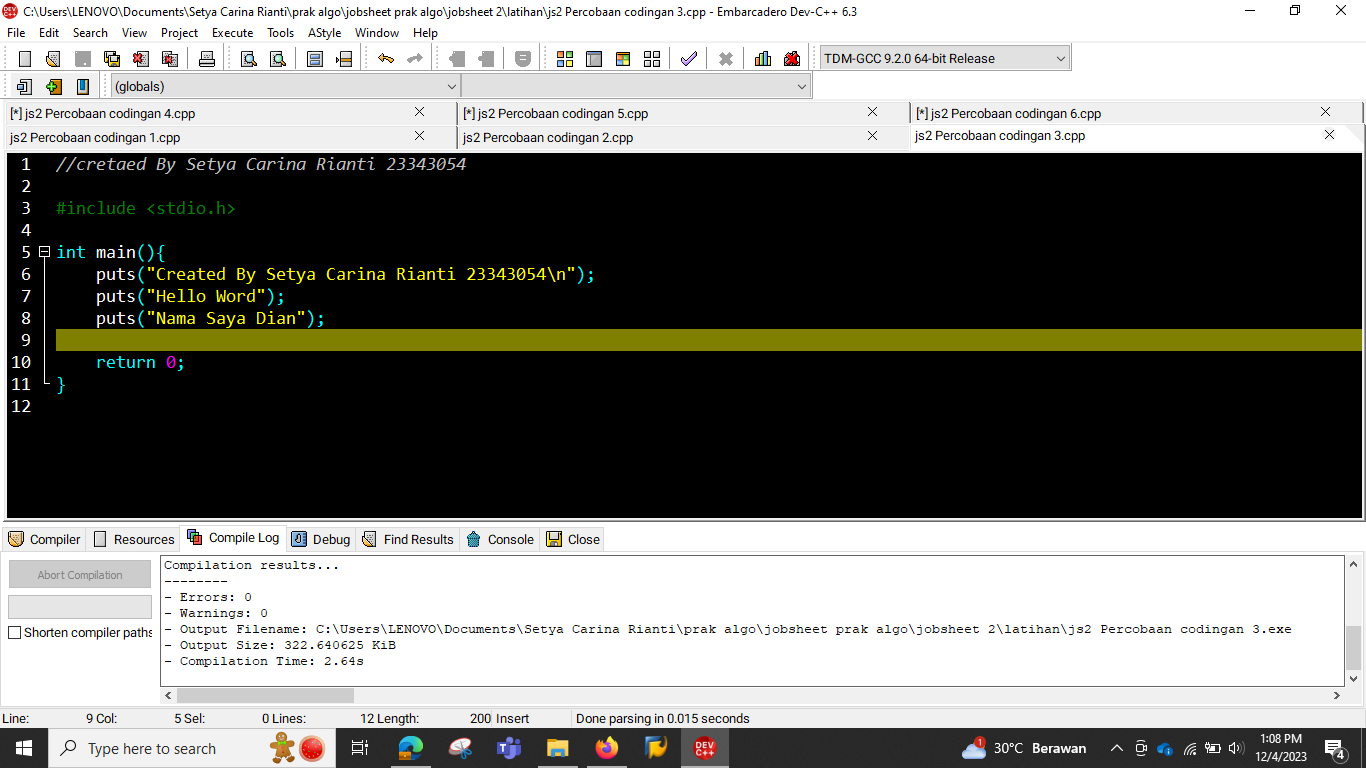 C:\Users\LENOVO\Documents\Setya Carina Rianti\prak algo\jobsheet prak algo\jobsheet 2\latihan\js2 Percobaan codingan 3.cpp - Embarcadero Dev-C++ 6.3
File Edit Search View Project Execute Tools AStyle Window Help
TDM-GCC 9.2.0 64-bit Release
(globals)
[*] js2 Percobaan codingan 4.cpp [*] js2 Percobaan codingan 5.cpp [*] js2 Percobaan codingan 6.cpp
js2 Percobaan codingan 1.cpp js2 Percobaan codingan 2.cpp js2 Percobaan codingan 3.cpp
1 //cretaed By Setya Carina Rianti 23343054
2
3 #include <stdio.h>
4
5 int main(){
6 puts("Created By Setya Carina Rianti 23343054\n");
7 puts("Hello Word");
8 puts("Nama Saya Dian");
9
10 return 0;
11 }
12
Compiler Resources Compile Log Debug Find Results Console Close
Abort Compilation
Shorten compiler paths
Compilation results...
--------
- Errors: 0
- Warnings: 0
- Output Filename: C:\Users\LENOVO\Documents\Setya Carina Rianti\prak algo\jobsheet prak algo\jobsheet 2\latihan\js2 Percobaan codingan 3.exe
- Output Size: 322.640625 KiB
- Compilation Time: 2.64s
Line: 9 Col: 5 Sel: 0 Lines: 12 Length: 200 Insert Done parsing in 0.015 seconds
Type here to search
DEV C++
1
30°C Berawan
1:08 PM
12/4/2023
4